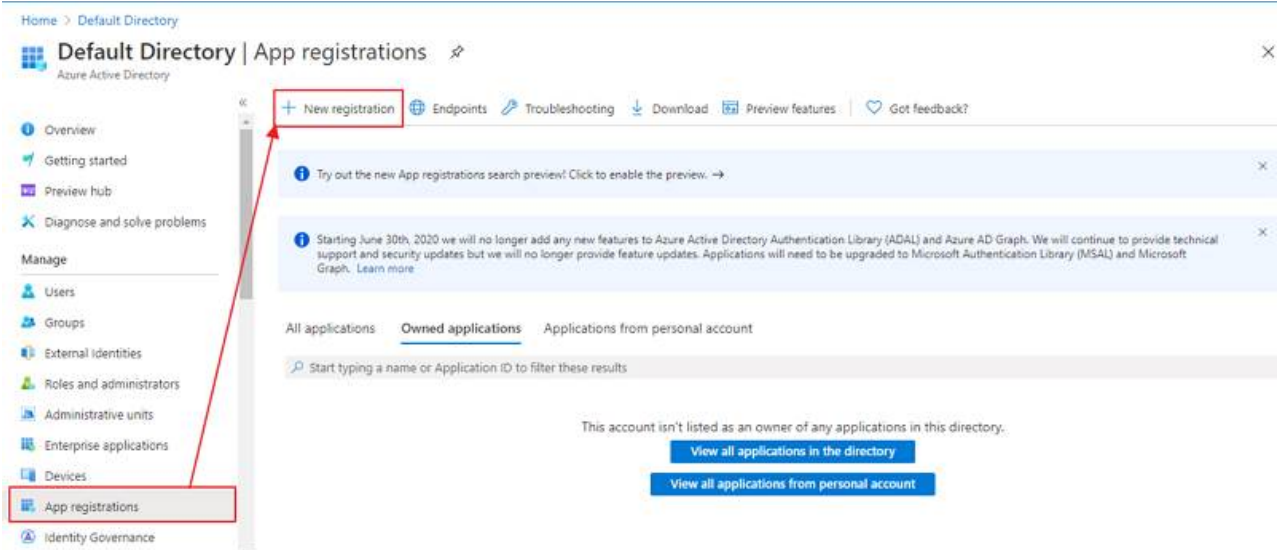 Home > Default Directory
Default Directory | App registrations
Azure Active Directory
«
Overview
Getting started
Preview hub
Diagnose and solve problems
Manage
Users
Groups
External Identities
Roles and administrators
Administrative units
Enterprise applications
Devices
App registrations
Identity Governance
+ New registration Endpoints Troubleshooting Download Preview features Got feedback?
Try out the new App registrations search preview! Click to enable the preview. →
Starting June 30th, 2020 we will no longer add any new features to Azure Active Directory Authentication Library (ADAL) and Azure AD Graph. We will continue to provide technical
support and security updates but we will no longer provide feature updates. Applications will need to be upgraded to Microsoft Authentication Library (MSAL) and Microsoft
Graph. Learn more
All applications Owned applications Applications from personal account
Start typing a name or Application ID to filter these results
This account isn't listed as an owner of any applications in this directory.
View all applications in the directory
View all applications from personal account